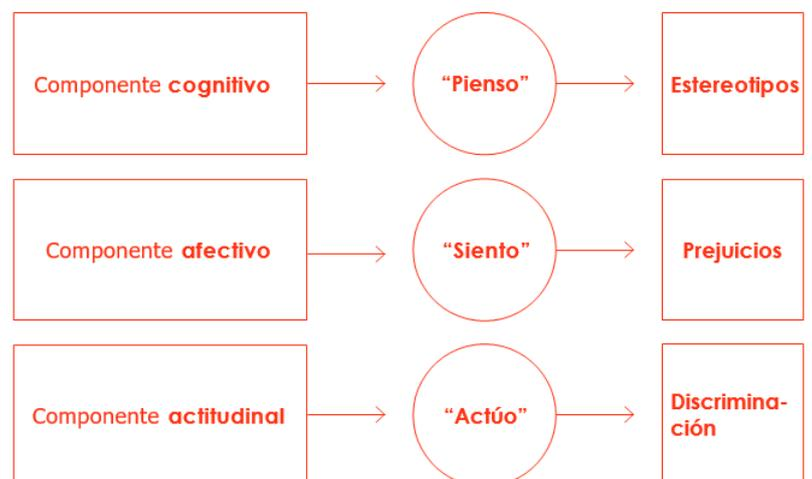 Componente cognitivo
“Pienso”
Estereotipos
Componente afectivo
“Siento”
Prejuicios
Componente actitudinal
“Actúo”
Discrimina-
ción